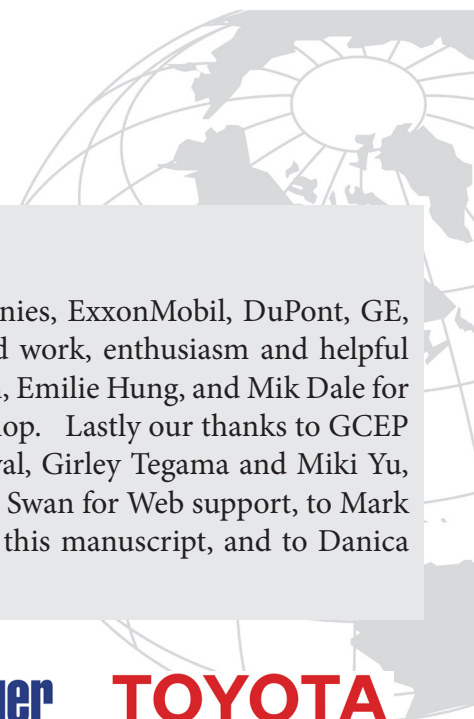 nies, ExxonMobil, DuPont, GE,
d work, enthusiasm and helpful
, Emilie Hung, and Mik Dale for
op. Lastly our thanks to GCEP
val, Girley Tegama and Miki Yu,
Swan for Web support, to Mark
this manuscript, and to Danica
TOYOTA